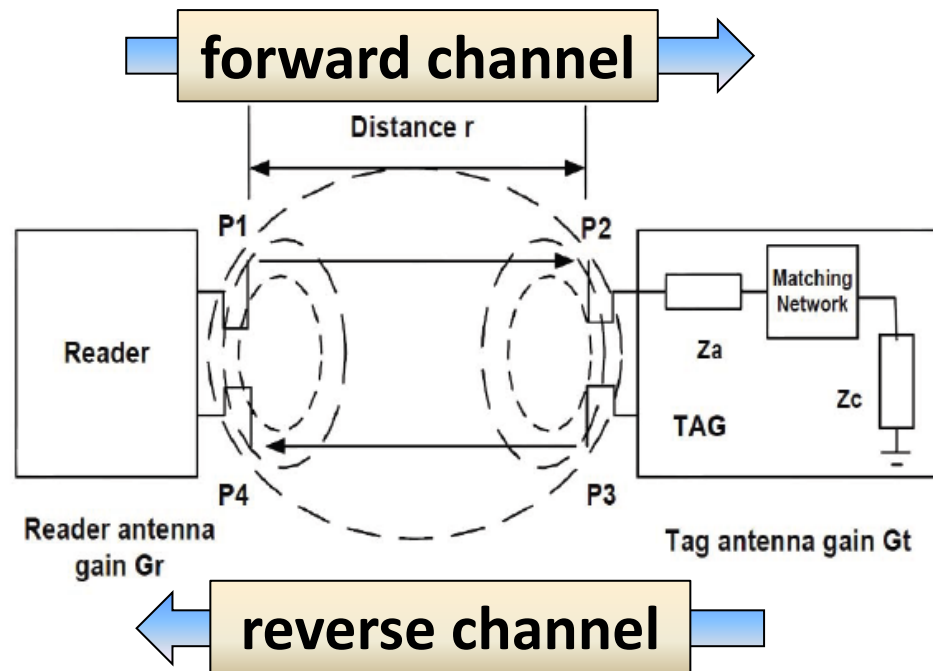 forward channel
Distance r
P1
P2
Reader
Matching
Network
Za
Zc
TAG
P4
P3
Reader antenna
gain Gr
Tag antenna gain Gt
reverse channel